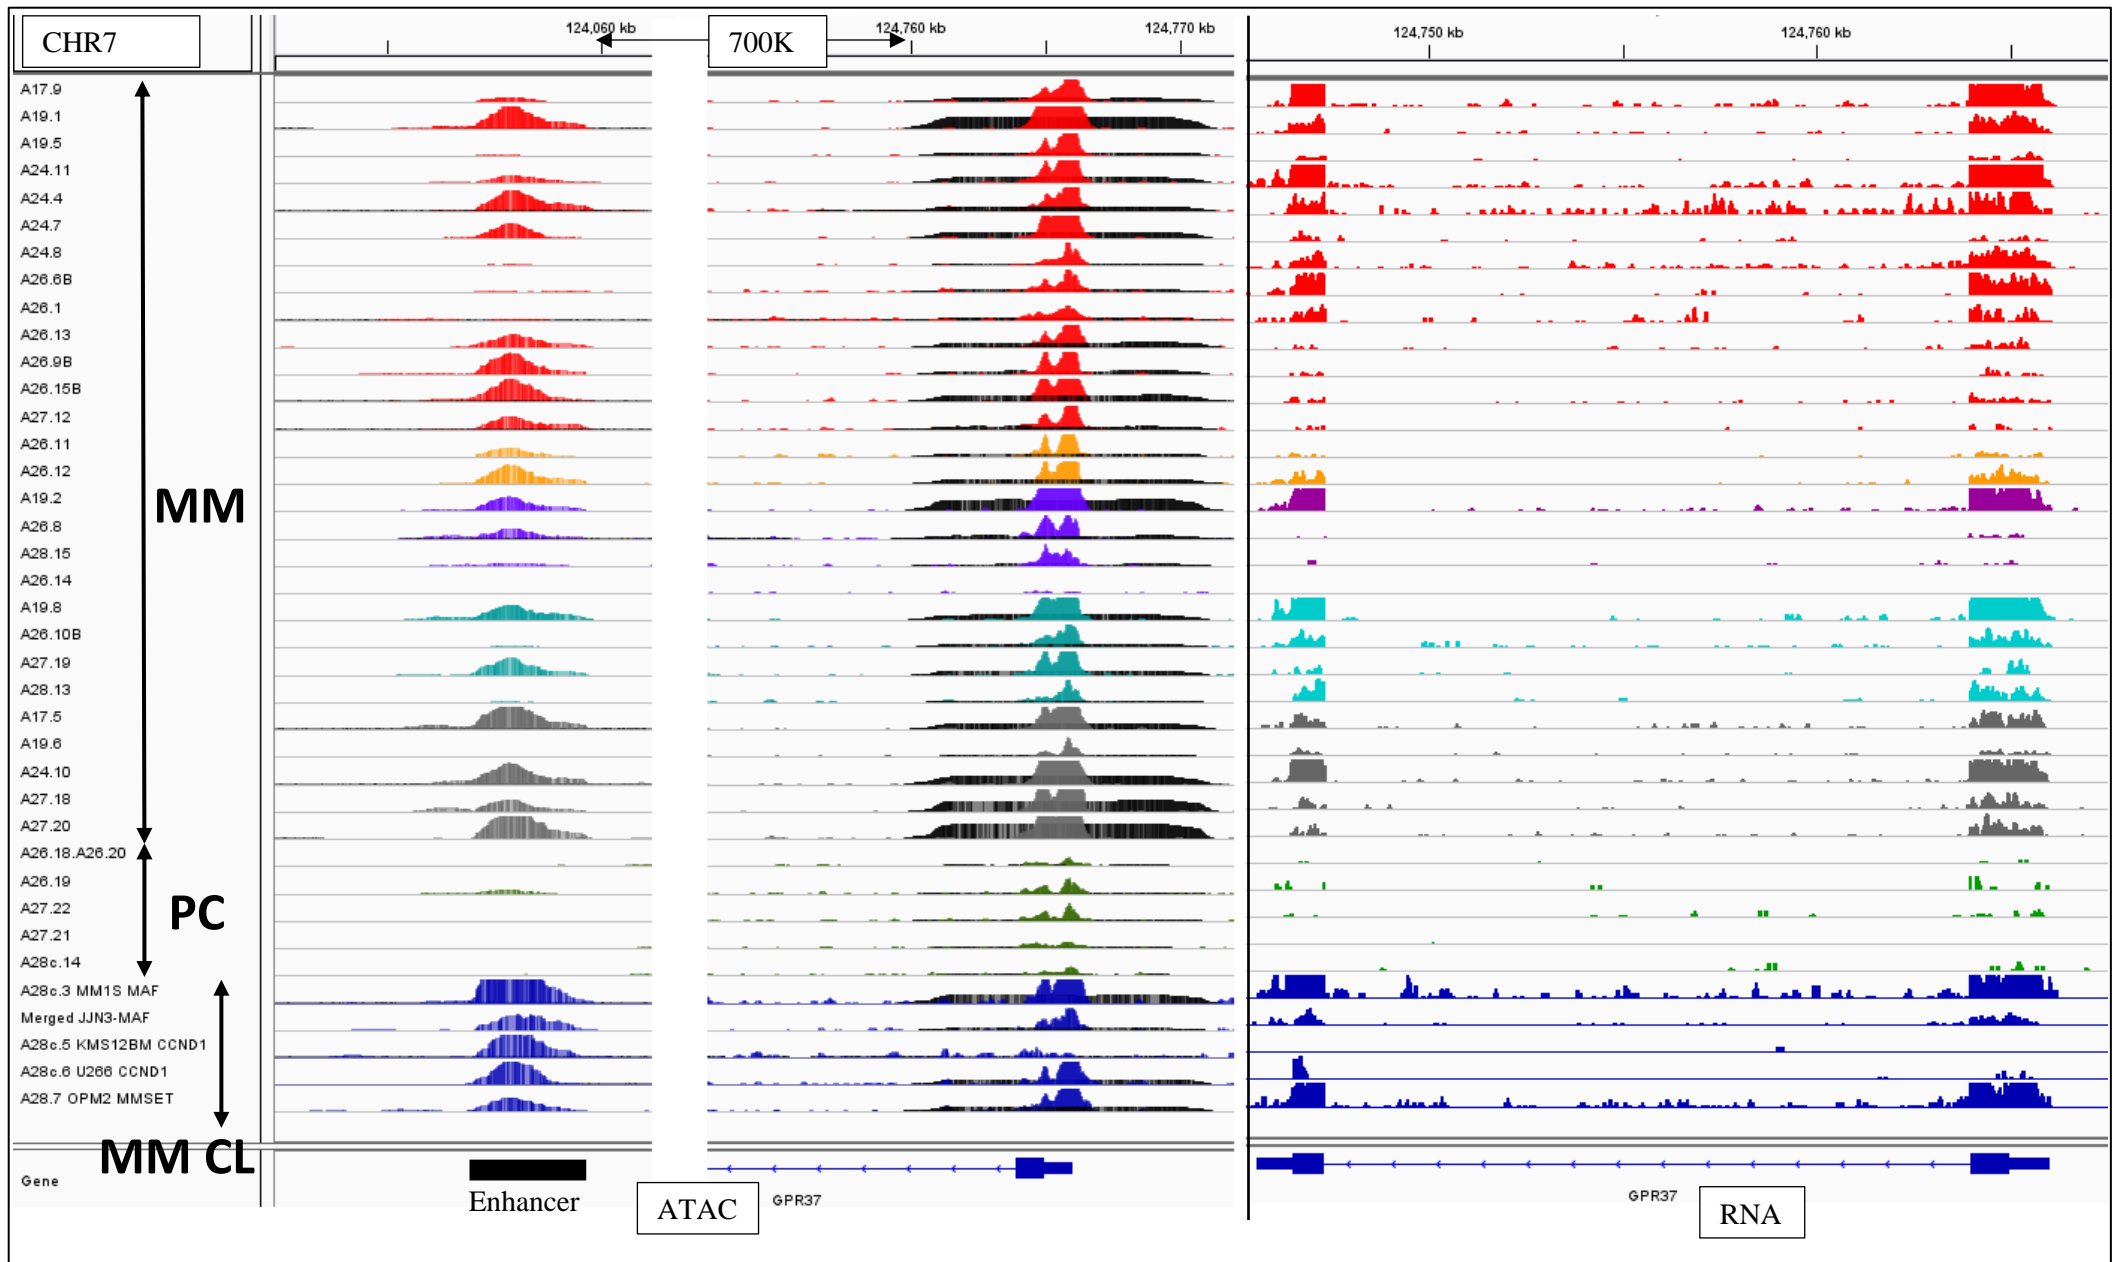 CHR7
124,060 kb
700K
124,760 kb
124,770 kb
124,750 kb
124,760 kb
A17.9
A19.1
A19.5
A24.11
A24.4
A24.7
A24.8
A26.6B
A26.1
A26.13
A26.9B
A26.15B
A27.12
A26.11
A26.12
A19.2
A26.8
A28.15
A26.14
A19.8
A26.10B
A27.19
A28.13
A17.5
A19.6
A24.10
A27.18
A27.20
MM
A26.18.A26.20
A26.19
A27.22
A27.21
A28c.14
PC
A28c.3 MM1S MAF
Merged JJN3-MAF
A28c.5 KMS12BM CCND1
A28c.6 U266 CCND1
A28.7 OPM2 MMSET
MM CL
Gene
Enhancer
ATAC
GPR37
GPR37
RNA